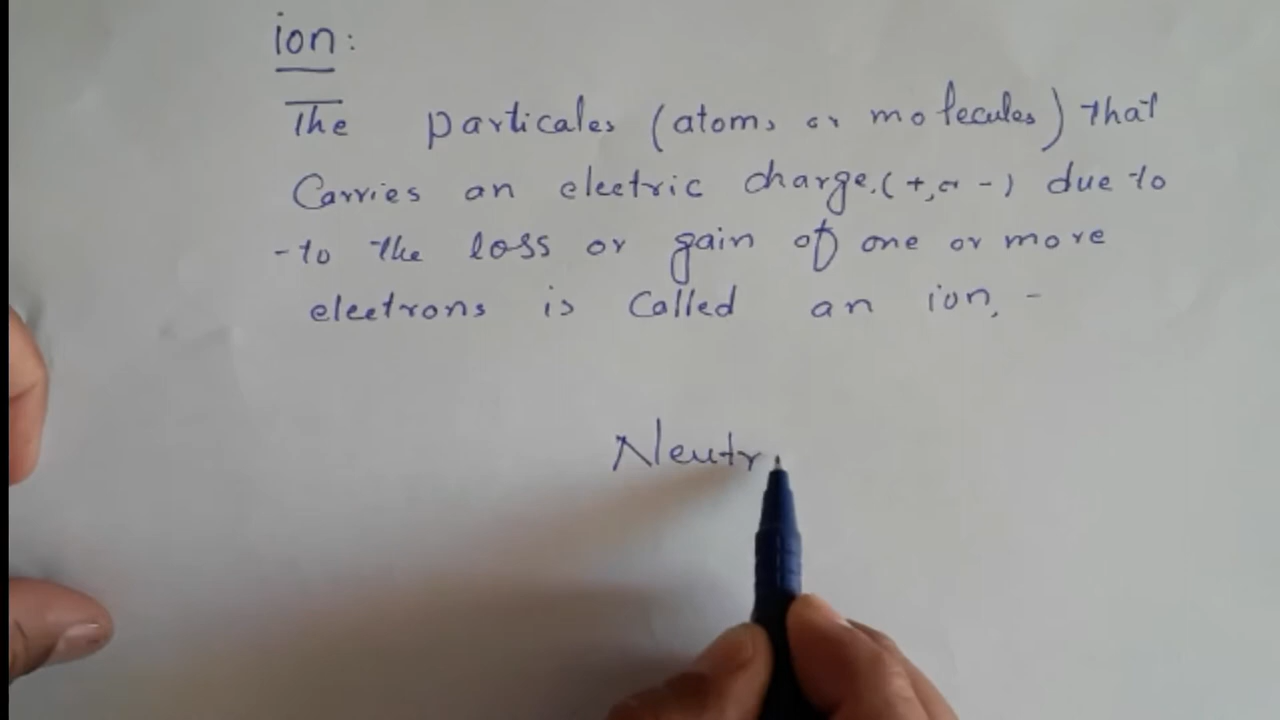 ion:
The particales (atoms or molecules) that
Carries an electric charge.(+,or -) due to
-to the loss or gain of one or more
electrons is called an ion. -
Neutr